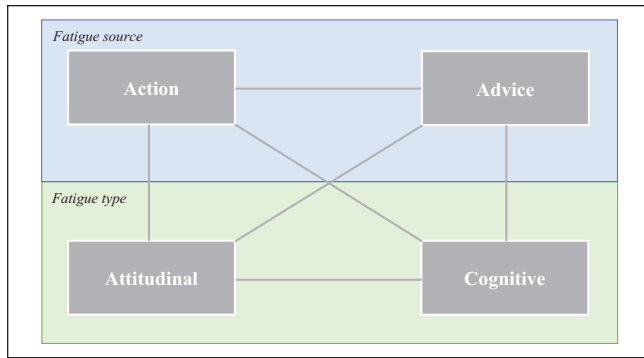 Fatigue source
Action
Advice
Fatigue type
Attitudinal
Cognitive